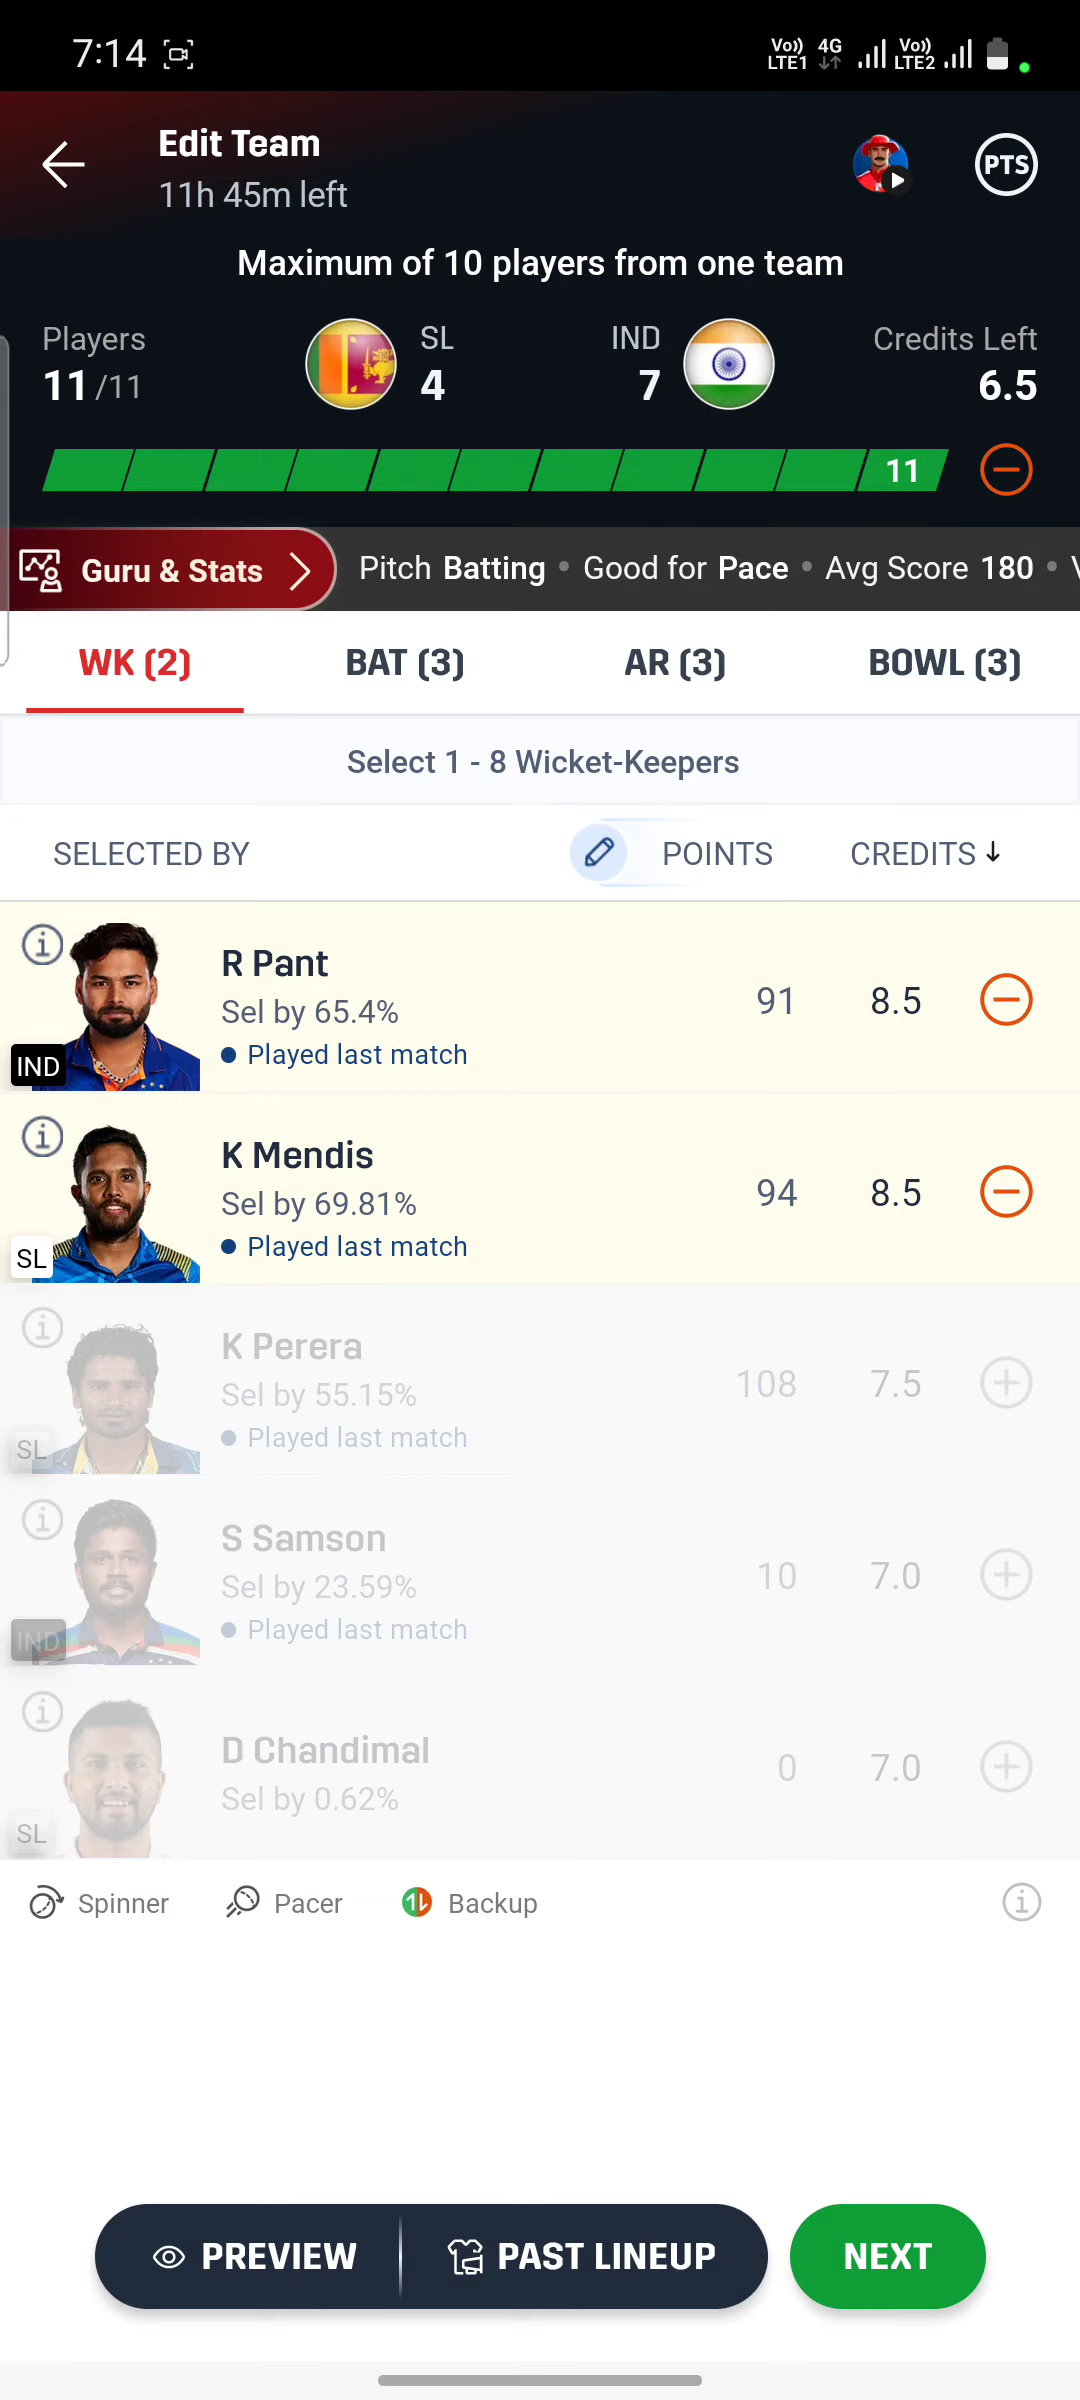 7:14
Vo)) LTE1 4G Vo)) LTE2
Edit Team
11h 45m left
PTS
Maximum of 10 players from one team
Players 11/11
SL 4
IND 7
Credits Left 6.5
11
Guru & Stats
Pitch Batting • Good for Pace • Avg Score 180 •
WK (2) BAT (3) AR (3) BOWL (3)
Select 1 - 8 Wicket-Keepers
SELECTED BY POINTS CREDITS ↓
R Pant
Sel by 65.4% 91 8.5
Played last match
IND
K Mendis
Sel by 69.81% 94 8.5
Played last match
SL
K Perera
Sel by 55.15% 108 7.5
Played last match
SL
S Samson
Sel by 23.59% 10 7.0
Played last match
IND
D Chandimal
Sel by 0.62% 0 7.0
SL
Spinner Pacer Backup
PREVIEW PAST LINEUP NEXT